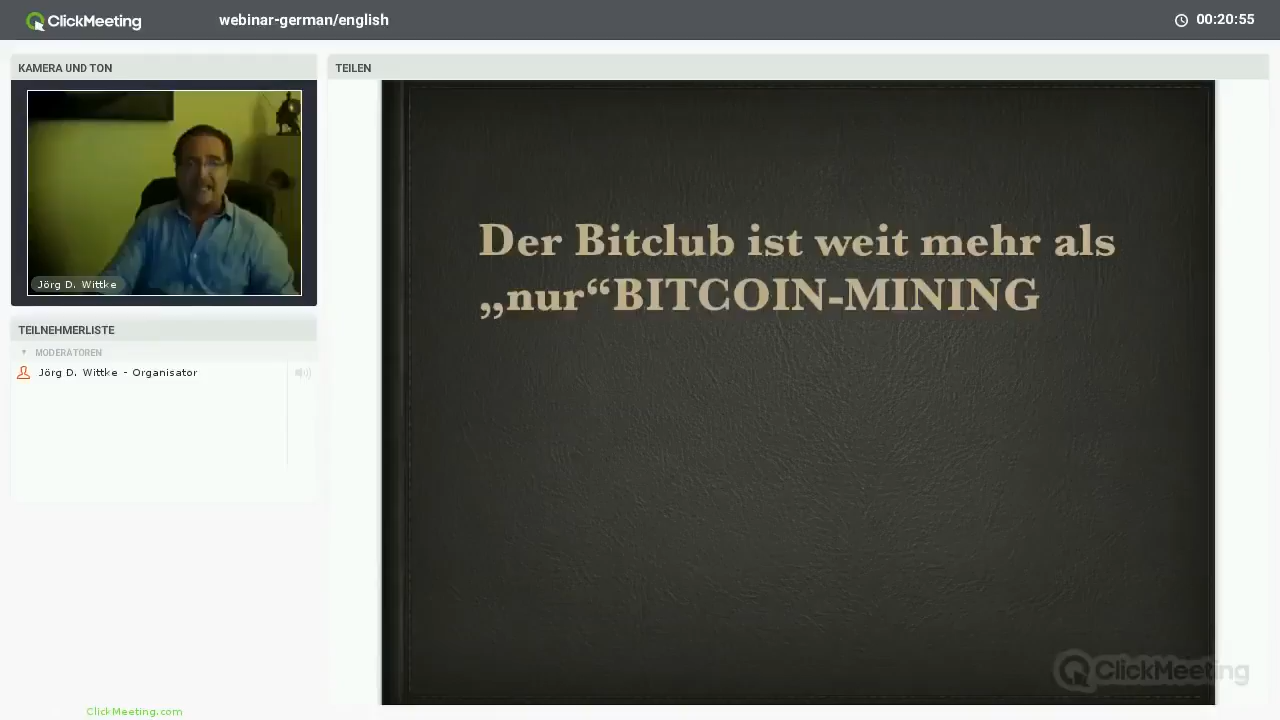 ClickMeeting
webinar-german/english
00:20:55
KAMERA UND TON
Jörg D. Wittke
TEILNEHMERLISTE
MODERATOREN
Jörg D. Wittke - Organisator
ClickMeeting.com
TEILEN
Der Bitclub ist weit mehr als
„nur“BITCOIN-MINING
ClickMeeting